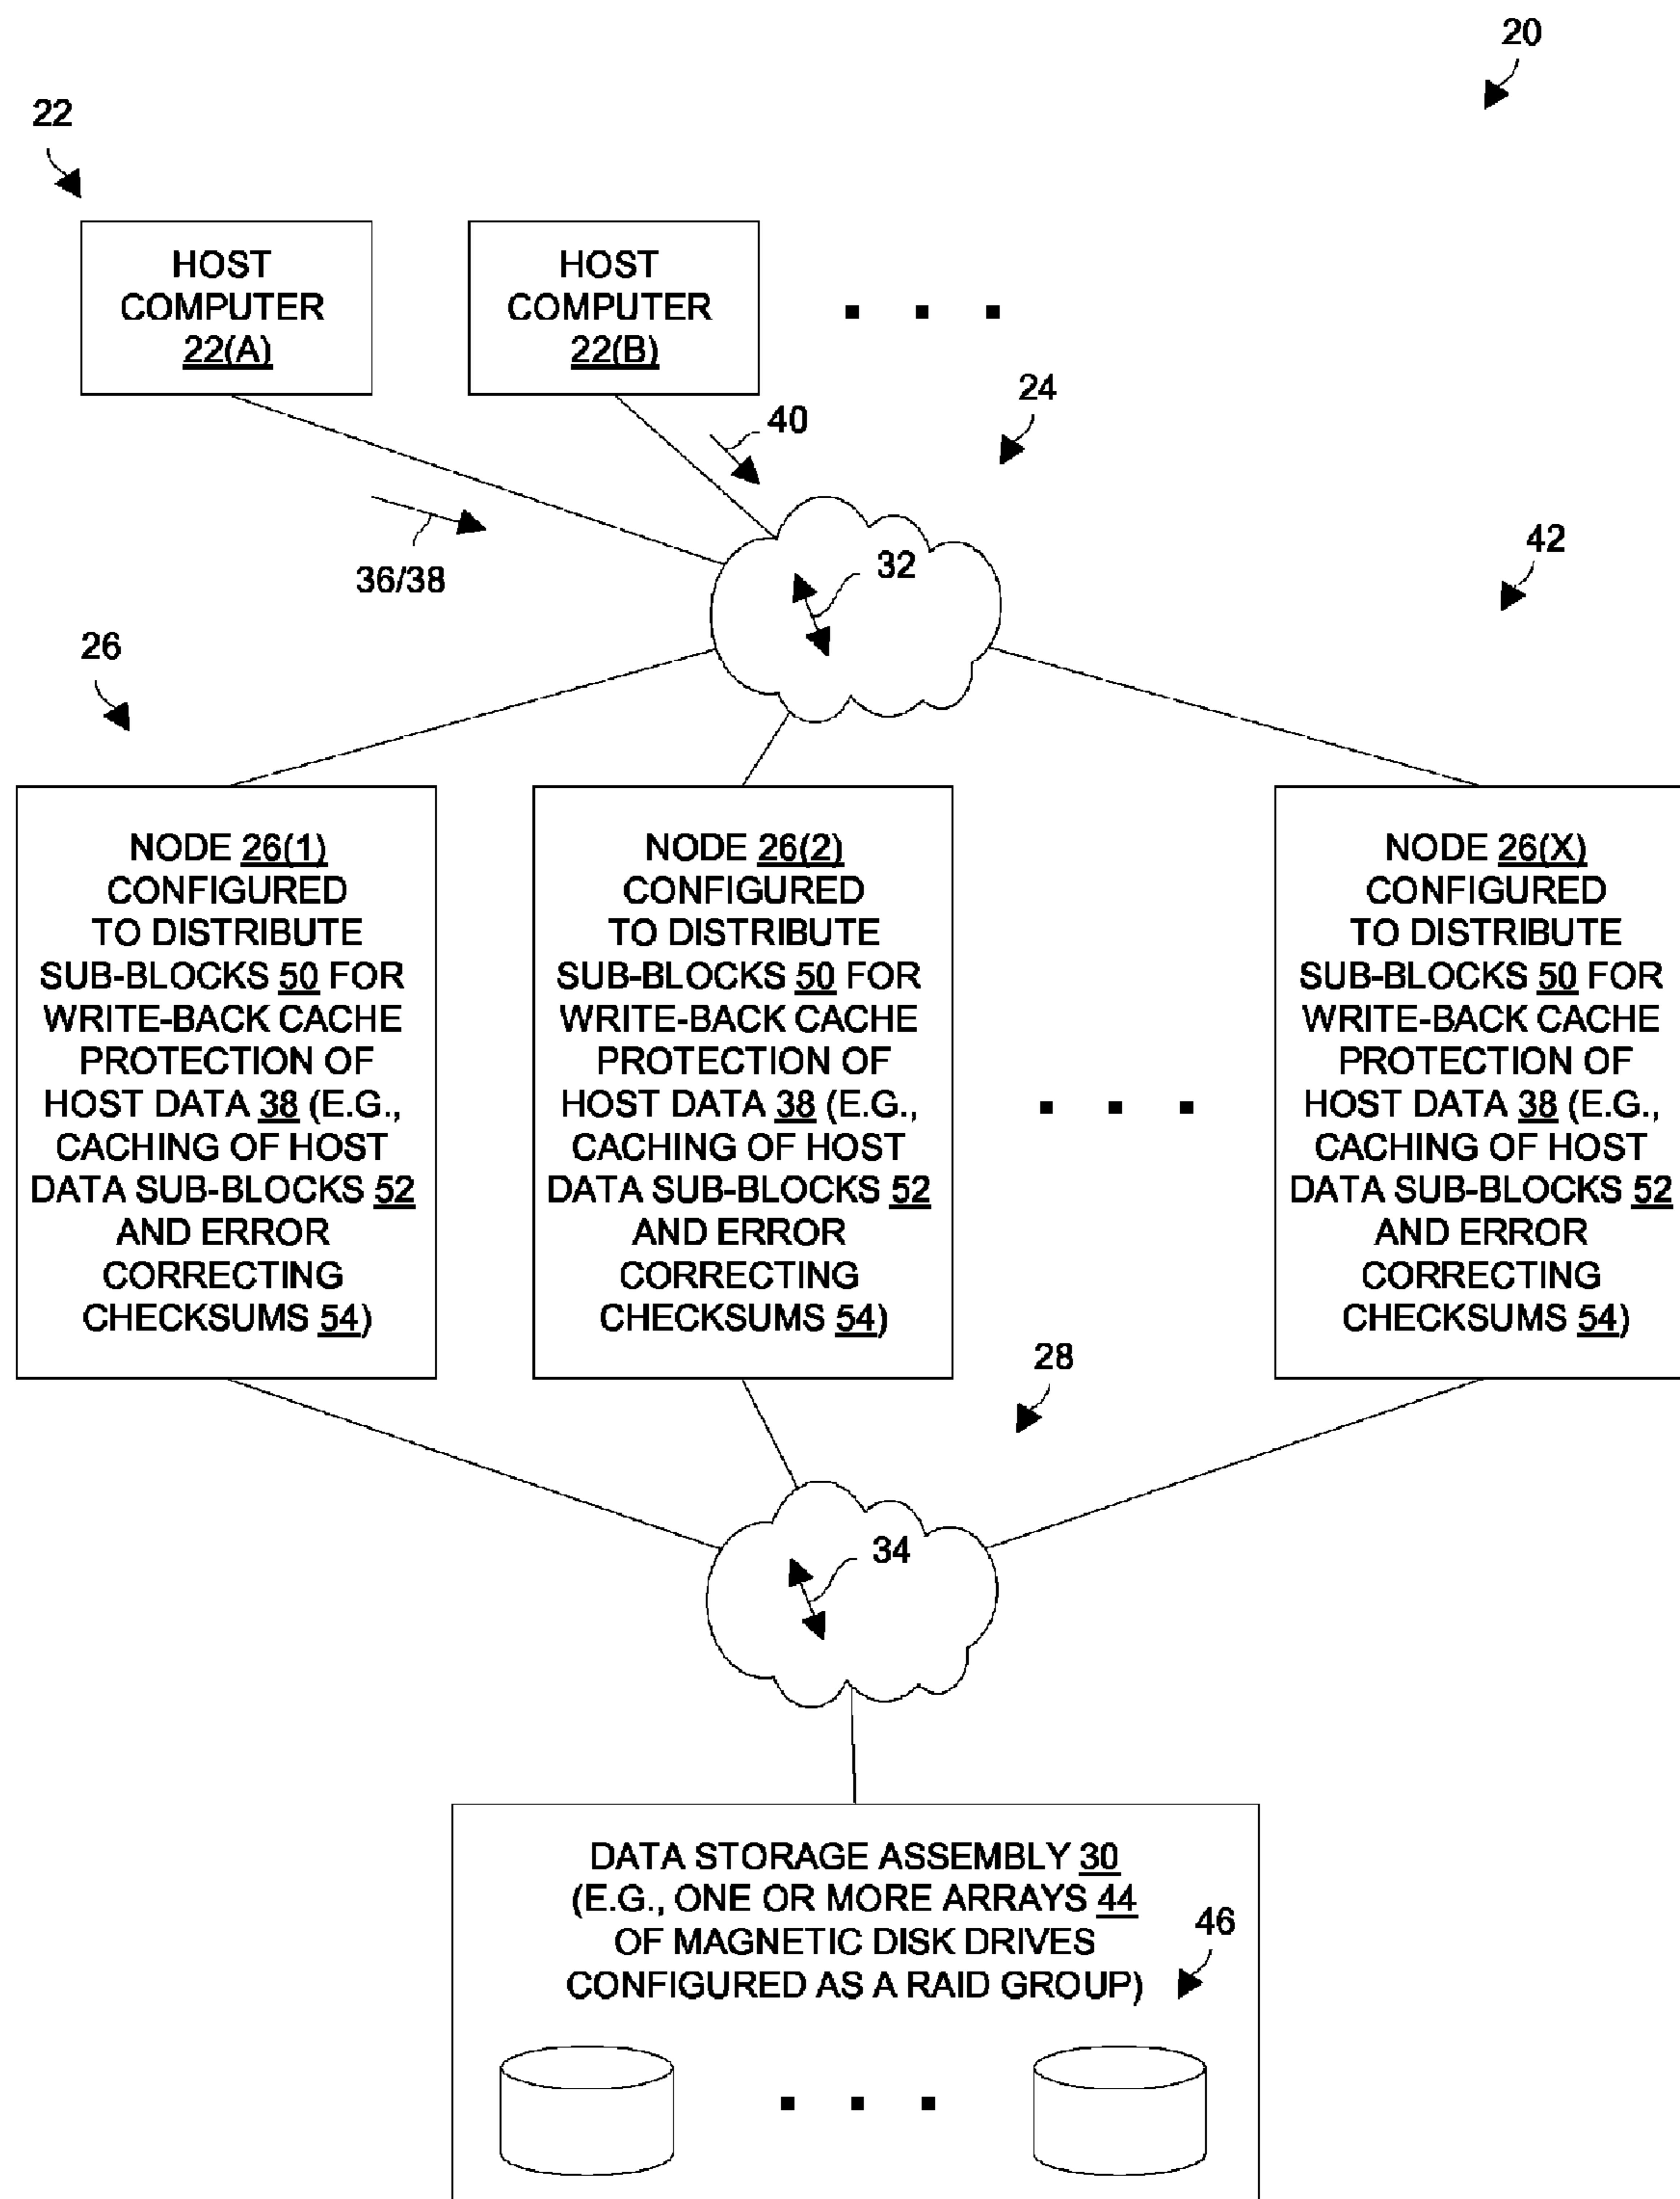 20
22
HOST
COMPUTER
22(A)
HOST
COMPUTER
22(B)
24
40
36/38
32
42
26
NODE 26(1)
CONFIGURED
TO DISTRIBUTE
SUB-BLOCKS 50 FOR
WRITE-BACK CACHE
PROTECTION OF
HOST DATA 38 (E.G.,
CACHING OF HOST
DATA SUB-BLOCKS 52
AND ERROR
CORRECTING
CHECKSUMS 54)
NODE 26(2)
CONFIGURED
TO DISTRIBUTE
SUB-BLOCKS 50 FOR
WRITE-BACK CACHE
PROTECTION OF
HOST DATA 38 (E.G.,
CACHING OF HOST
DATA SUB-BLOCKS 52
AND ERROR
CORRECTING
CHECKSUMS 54)
NODE 26(X)
CONFIGURED
TO DISTRIBUTE
SUB-BLOCKS 50 FOR
WRITE-BACK CACHE
PROTECTION OF
HOST DATA 38 (E.G.,
CACHING OF HOST
DATA SUB-BLOCKS 52
AND ERROR
CORRECTING
CHECKSUMS 54)
28
34
DATA STORAGE ASSEMBLY 30
(E.G., ONE OR MORE ARRAYS 44
OF MAGNETIC DISK DRIVES
CONFIGURED AS A RAID GROUP)
46